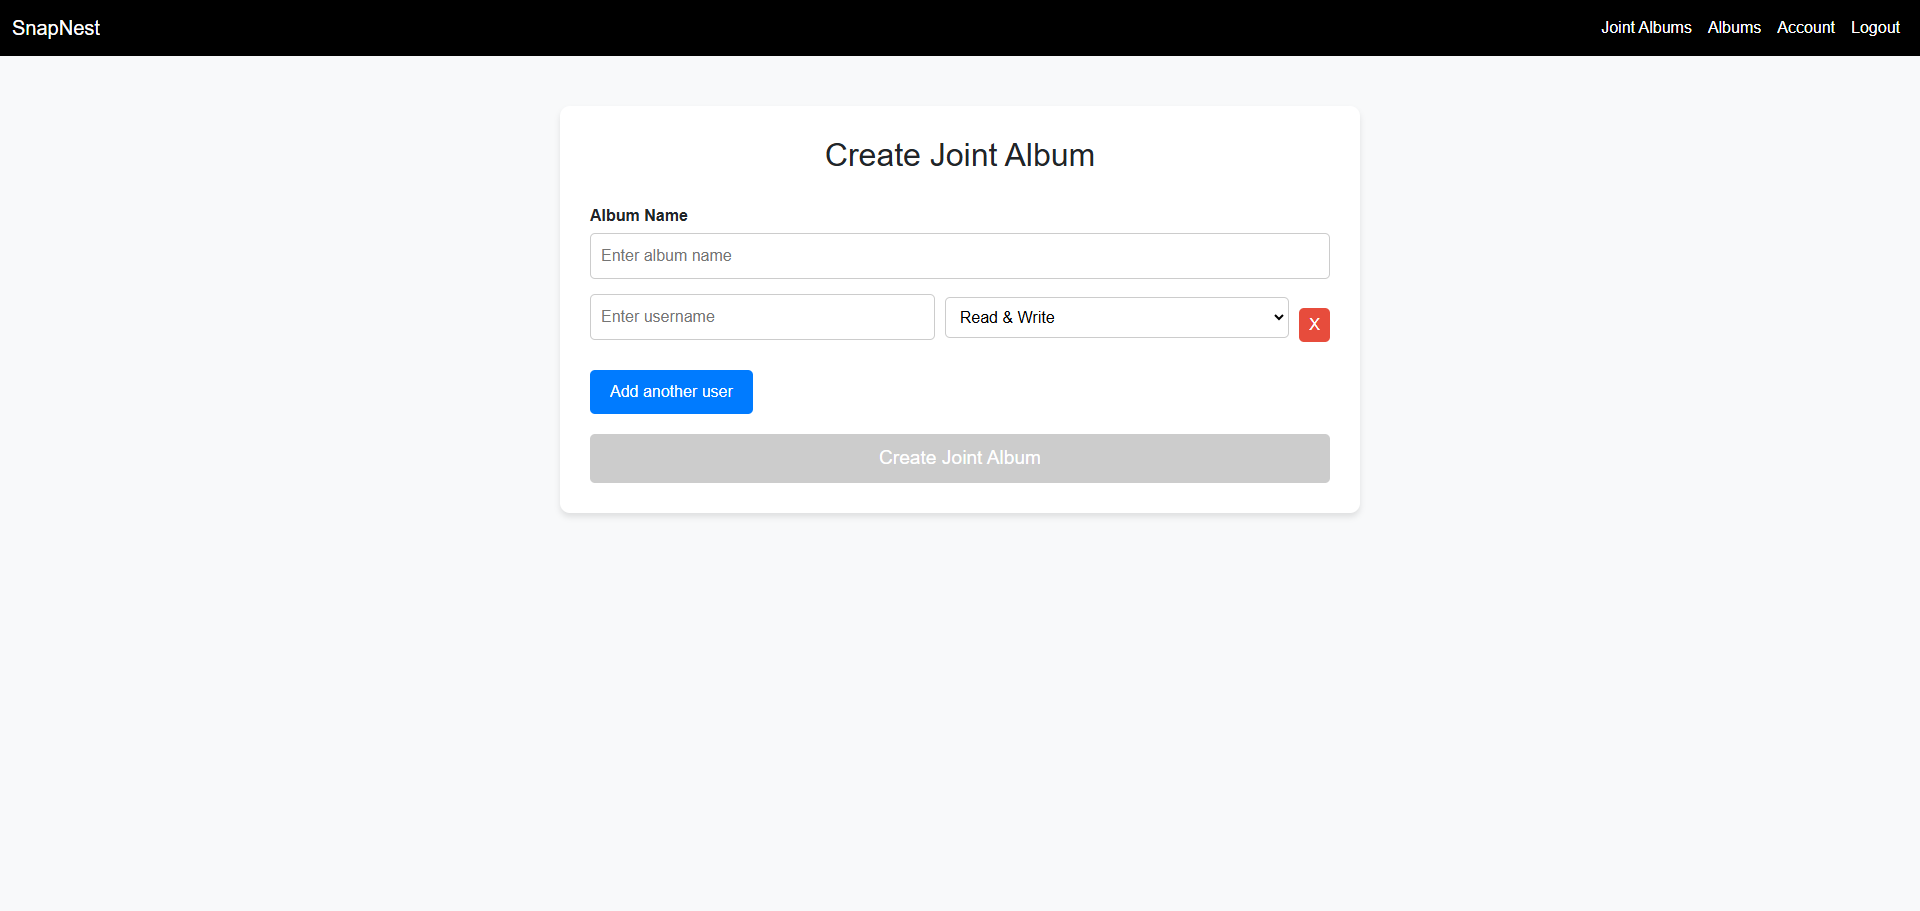 SnapNest
Joint Albums Albums Account Logout
Create Joint Album
Album Name
Enter album name
Enter username
Read & Write
X
Add another user
Create Joint Album